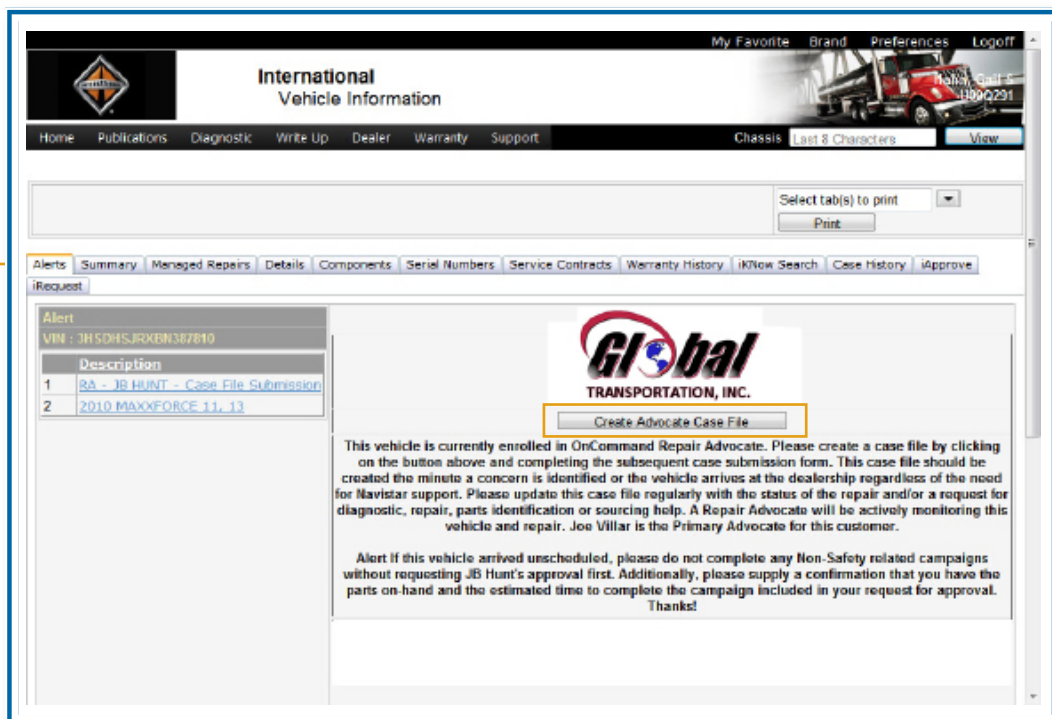 My Favorite Brand Preferences Logoff
International
Vehicle Information
Gail S
Home Publications Diagnostic Write Up Dealer Warranty Support Chassis Last 8 Characters View
Select tab(s) to print
Print
Alerts Summary Managed Repairs Details Components Serial Numbers Service Contracts Warranty History iKNow Search Case History iApprove
iRequest
Alert
VIN : 3HSDHSJRXBN387810
Description
1 RA - JB HUNT - Case File Submission
2 2010 MAXXFORCE 11, 13
Global
TRANSPORTATION, INC.
Create Advocate Case File
This vehicle is currently enrolled in OnCommand Repair Advocate. Please create a case file by clicking
on the button above and completing the subsequent case submission form. This case file should be
created the minute a concern is identified or the vehicle arrives at the dealership regardless of the need
for Navistar support. Please update this case file regularly with the status of the repair and/or a request for
diagnostic, repair, parts identification or sourcing help. A Repair Advocate will be actively monitoring this
vehicle and repair. Joe Villar is the Primary Advocate for this customer.
Alert If this vehicle arrived unscheduled, please do not complete any Non-Safety related campaigns
without requesting JB Hunt's approval first. Additionally, please supply a confirmation that you have the
parts on-hand and the estimated time to complete the campaign included in your request for approval.
Thanks!